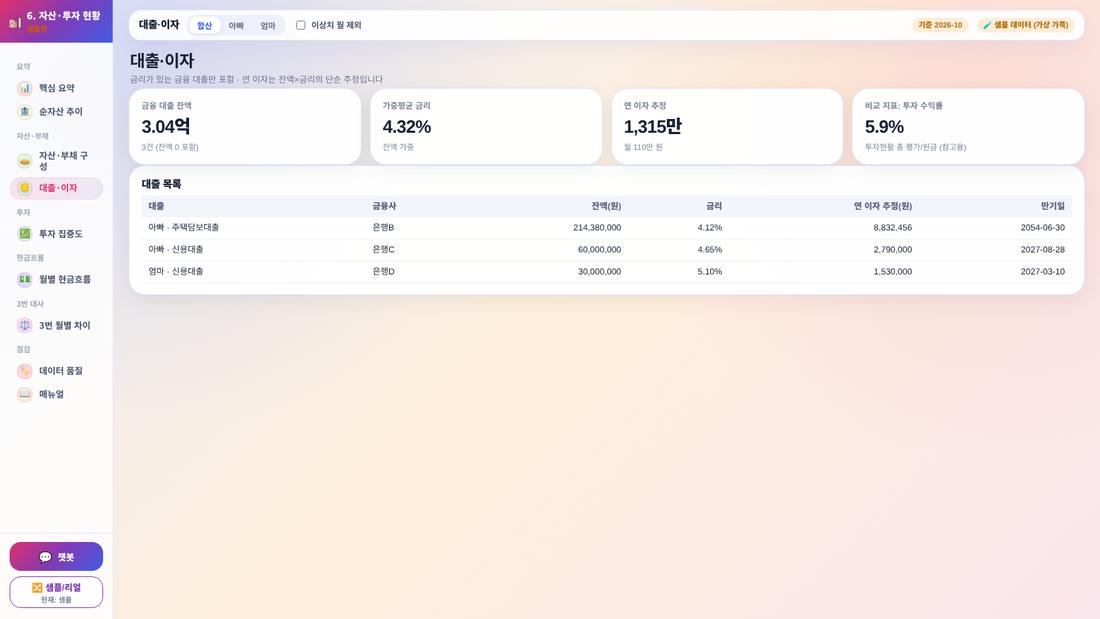 6. 자산·투자 현황
샘플판
요약
핵심 요약
순자산 추이
자산·부채
자산·부채 구
성
대출·이자
투자
투자 집중도
현금흐름
월별 현금흐름
3번 대사
3번 월별 차이
점검
데이터 품질
매뉴얼
챗봇
샘플/리얼
현재: 샘플
대출·이자 합산 아빠 엄마 이상치 월 제외 기준 2026-10 샘플 데이터 (가상 가족)
대출·이자
금리가 있는 금융 대출만 포함 · 연 이자는 잔액×금리의 단순 추정입니다
금융 대출 잔액
3.04억
3건 (잔액 0 포함)
가중평균 금리
4.32%
잔액 가중
연 이자 추정
1,315만
월 110만 원
비교 지표: 투자 수익률
5.9%
투자현황 총 평가/원금 (참고용)
대출 목록
대출 금융사 잔액(원) 금리 연 이자 추정(원) 만기일
아빠 · 주택담보대출 은행B 214,380,000 4.12% 8,832,456 2054-06-30
아빠 · 신용대출 은행C 60,000,000 4.65% 2,790,000 2027-08-28
엄마 · 신용대출 은행D 30,000,000 5.10% 1,530,000 2027-03-10